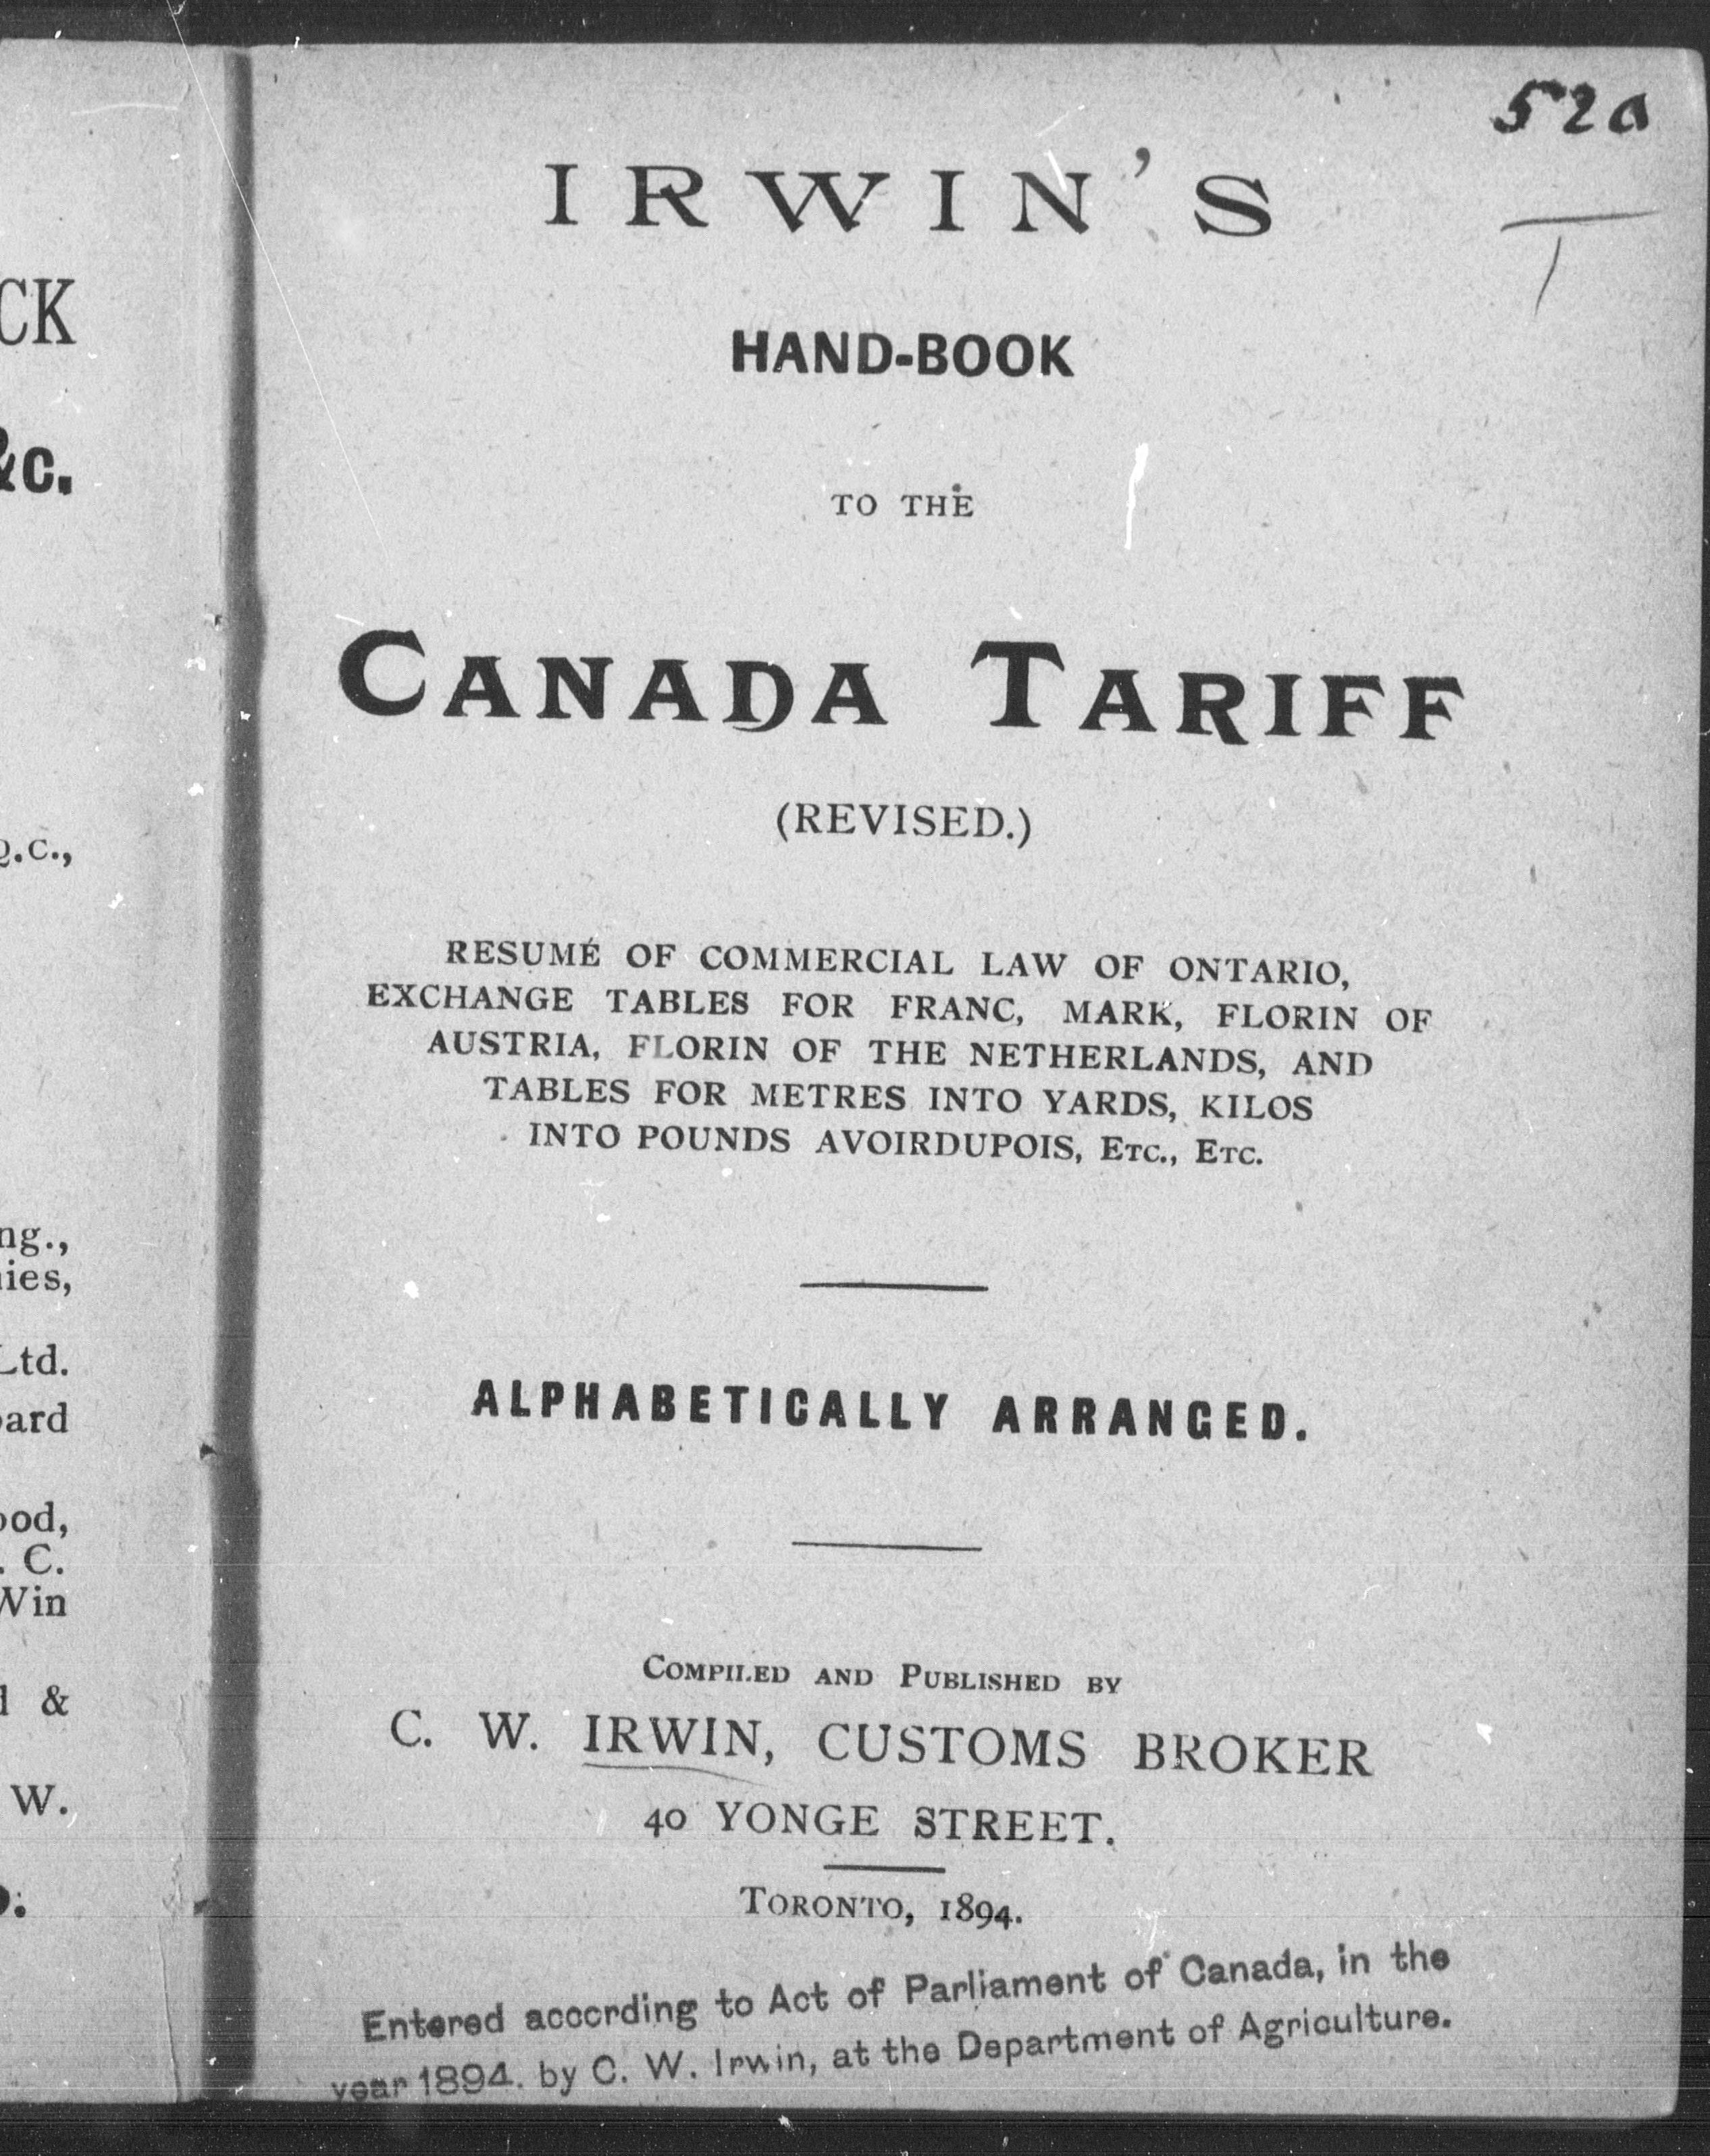 CK
&c.
Q.C.,
ng.,
nies,
Ltd.
oard
ood,
. C.
Win
d &
W.
52a
IRWIN'S
HAND-BOOK
TO THE
CANADA TARIFF
(REVISED.)
RESUMÉ OF COMMERCIAL LAW OF ONTARIO,
EXCHANGE TABLES FOR FRANC, MARK, FLORIN OF
AUSTRIA, FLORIN OF THE NETHERLANDS, AND
TABLES FOR METRES INTO YARDS, KILOS
INTO POUNDS AVOIRDUPOIS, ETC., ETC.
ALPHABETICALLY ARRANGED.
COMPILED AND PUBLISHED BY
C. W. IRWIN, CUSTOMS BROKER
40 YONGE STREET.
TORONTO, 1894.
Entered according to Act of Parliament of Canada, in the
year 1894. by C. W. Irwin, at the Department of Agriculture.